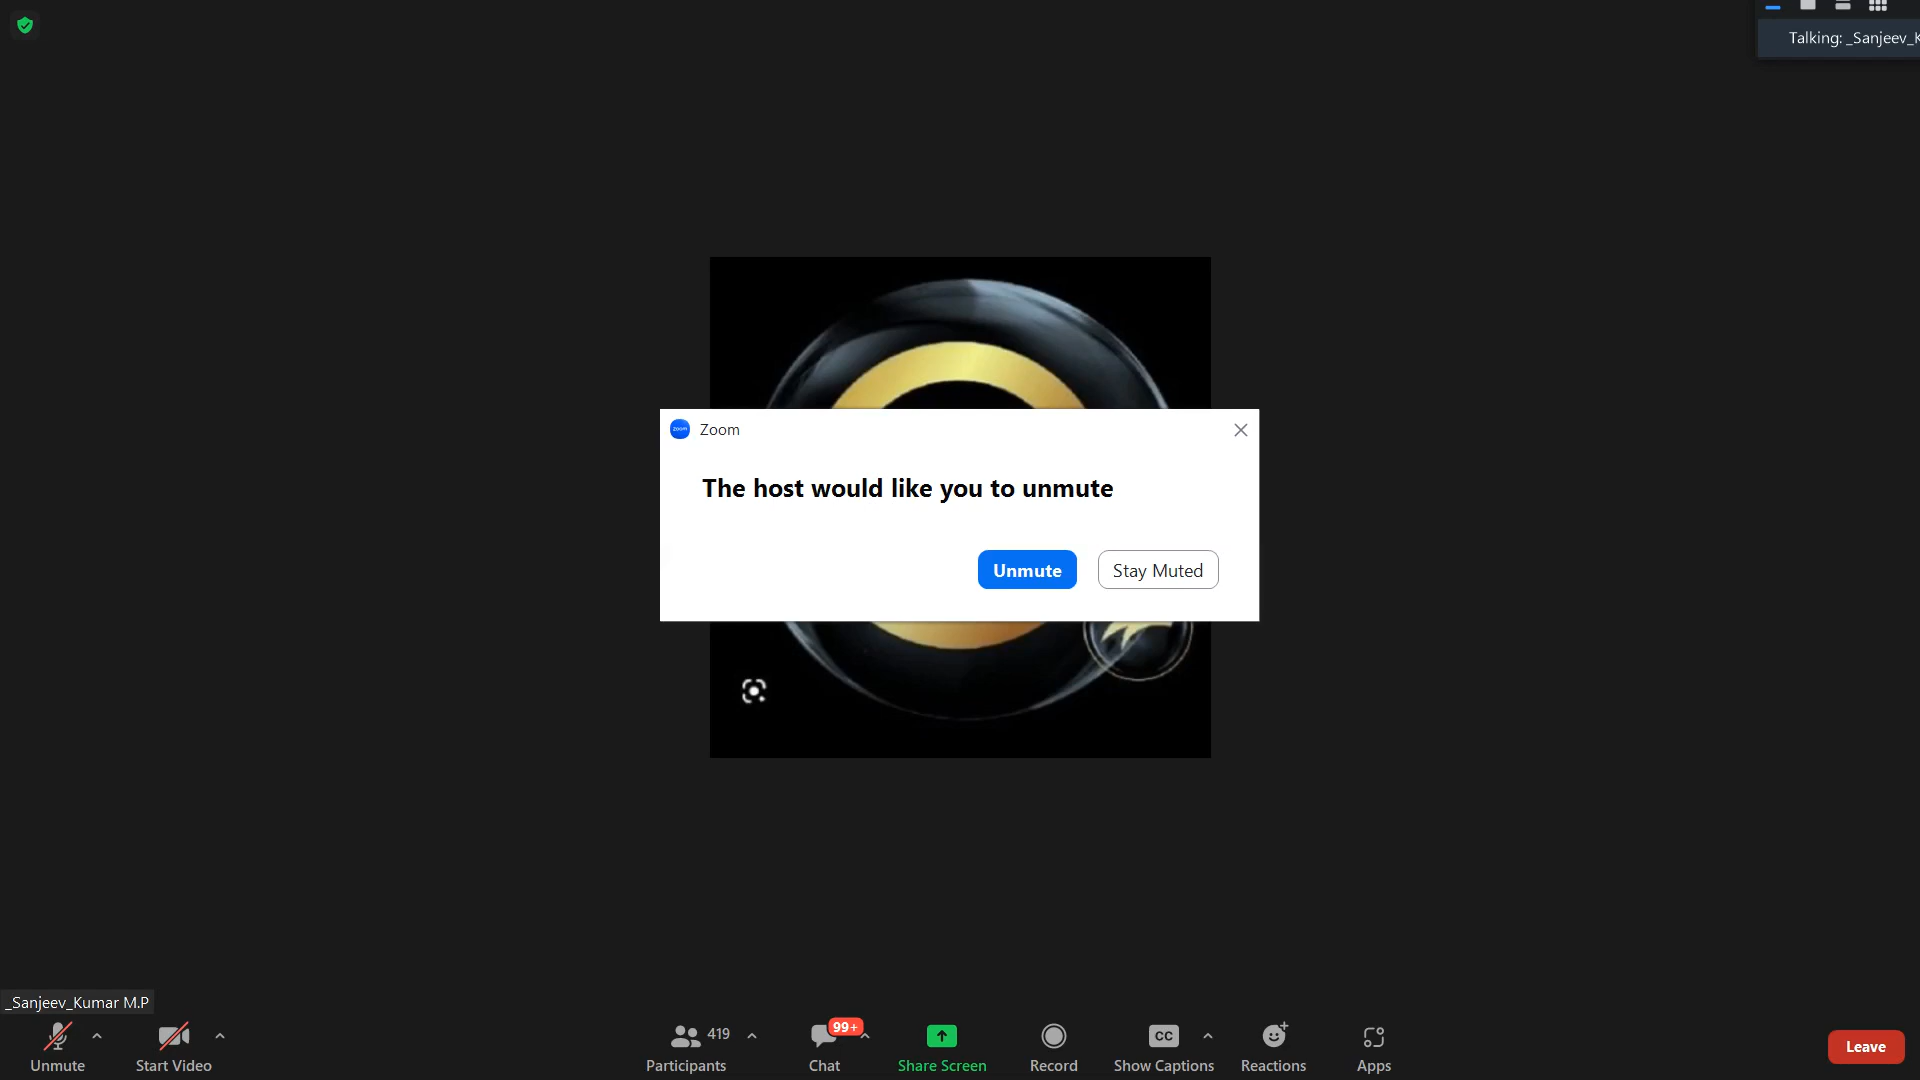 Talking: _Sanjeev_K
zoom
Zoom
The host would like you to unmute
Unmute
Stay Muted
_Sanjeev_Kumar M.P
Unmute
Start Video
419
Participants
99+
Chat
Share Screen
Record
CC
Show Captions
Reactions
Apps
Leave